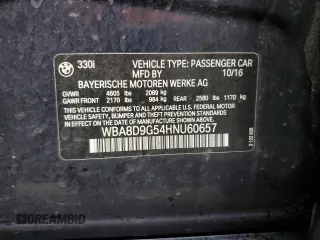 330i
VEHICLE TYPE: PASSENGER CAR
MFD BY
10/16
BAYERISCHE MOTOREN WERKE AG
GVWR 4605 lbs 2089 kg
GAWR FRONT 2170 lbs 984 kg REAR 2580 lbs 1170 kg
THIS VEHICLE CONFORMS TO ALL APPLICABLE U.S. FEDERAL MOTOR
VEHICLE SAFETY, BUMPER, AND THEFT PREVENTION STANDARDS
IN EFFECT ON THE DATE OF MANUFACTURE SHOWN ABOVE.
WBA8D9G54HNU60657
EPICAMBID